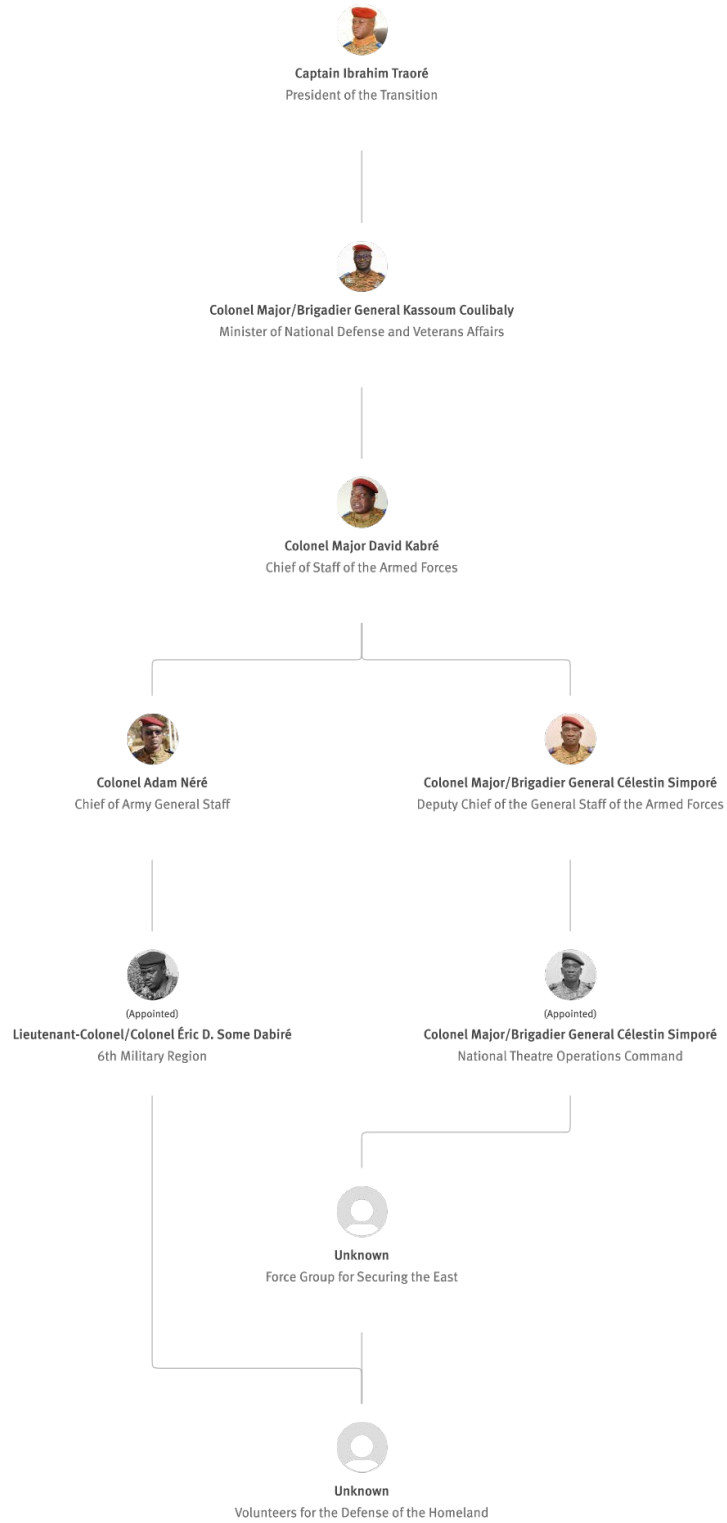 Captain Ibrahim Traoré
President of the Transition
Colonel Major/Brigadier General Kassoum Coulibaly
Minister of National Defense and Veterans Affairs
Colonel Major David Kabré
Chief of Staff of the Armed Forces
Colonel Adam Néré
Chief of Army General Staff
Colonel Major/Brigadier General Célestin Simporé
Deputy Chief of the General Staff of the Armed Forces
(Appointed)
Lieutenant-Colonel/Colonel Éric D. Some Dabiré
6th Military Region
(Appointed)
Colonel Major/Brigadier General Célestin Simporé
National Theatre Operations Command
Unknown
Force Group for Securing the East
Unknown
Volunteers for the Defense of the Homeland